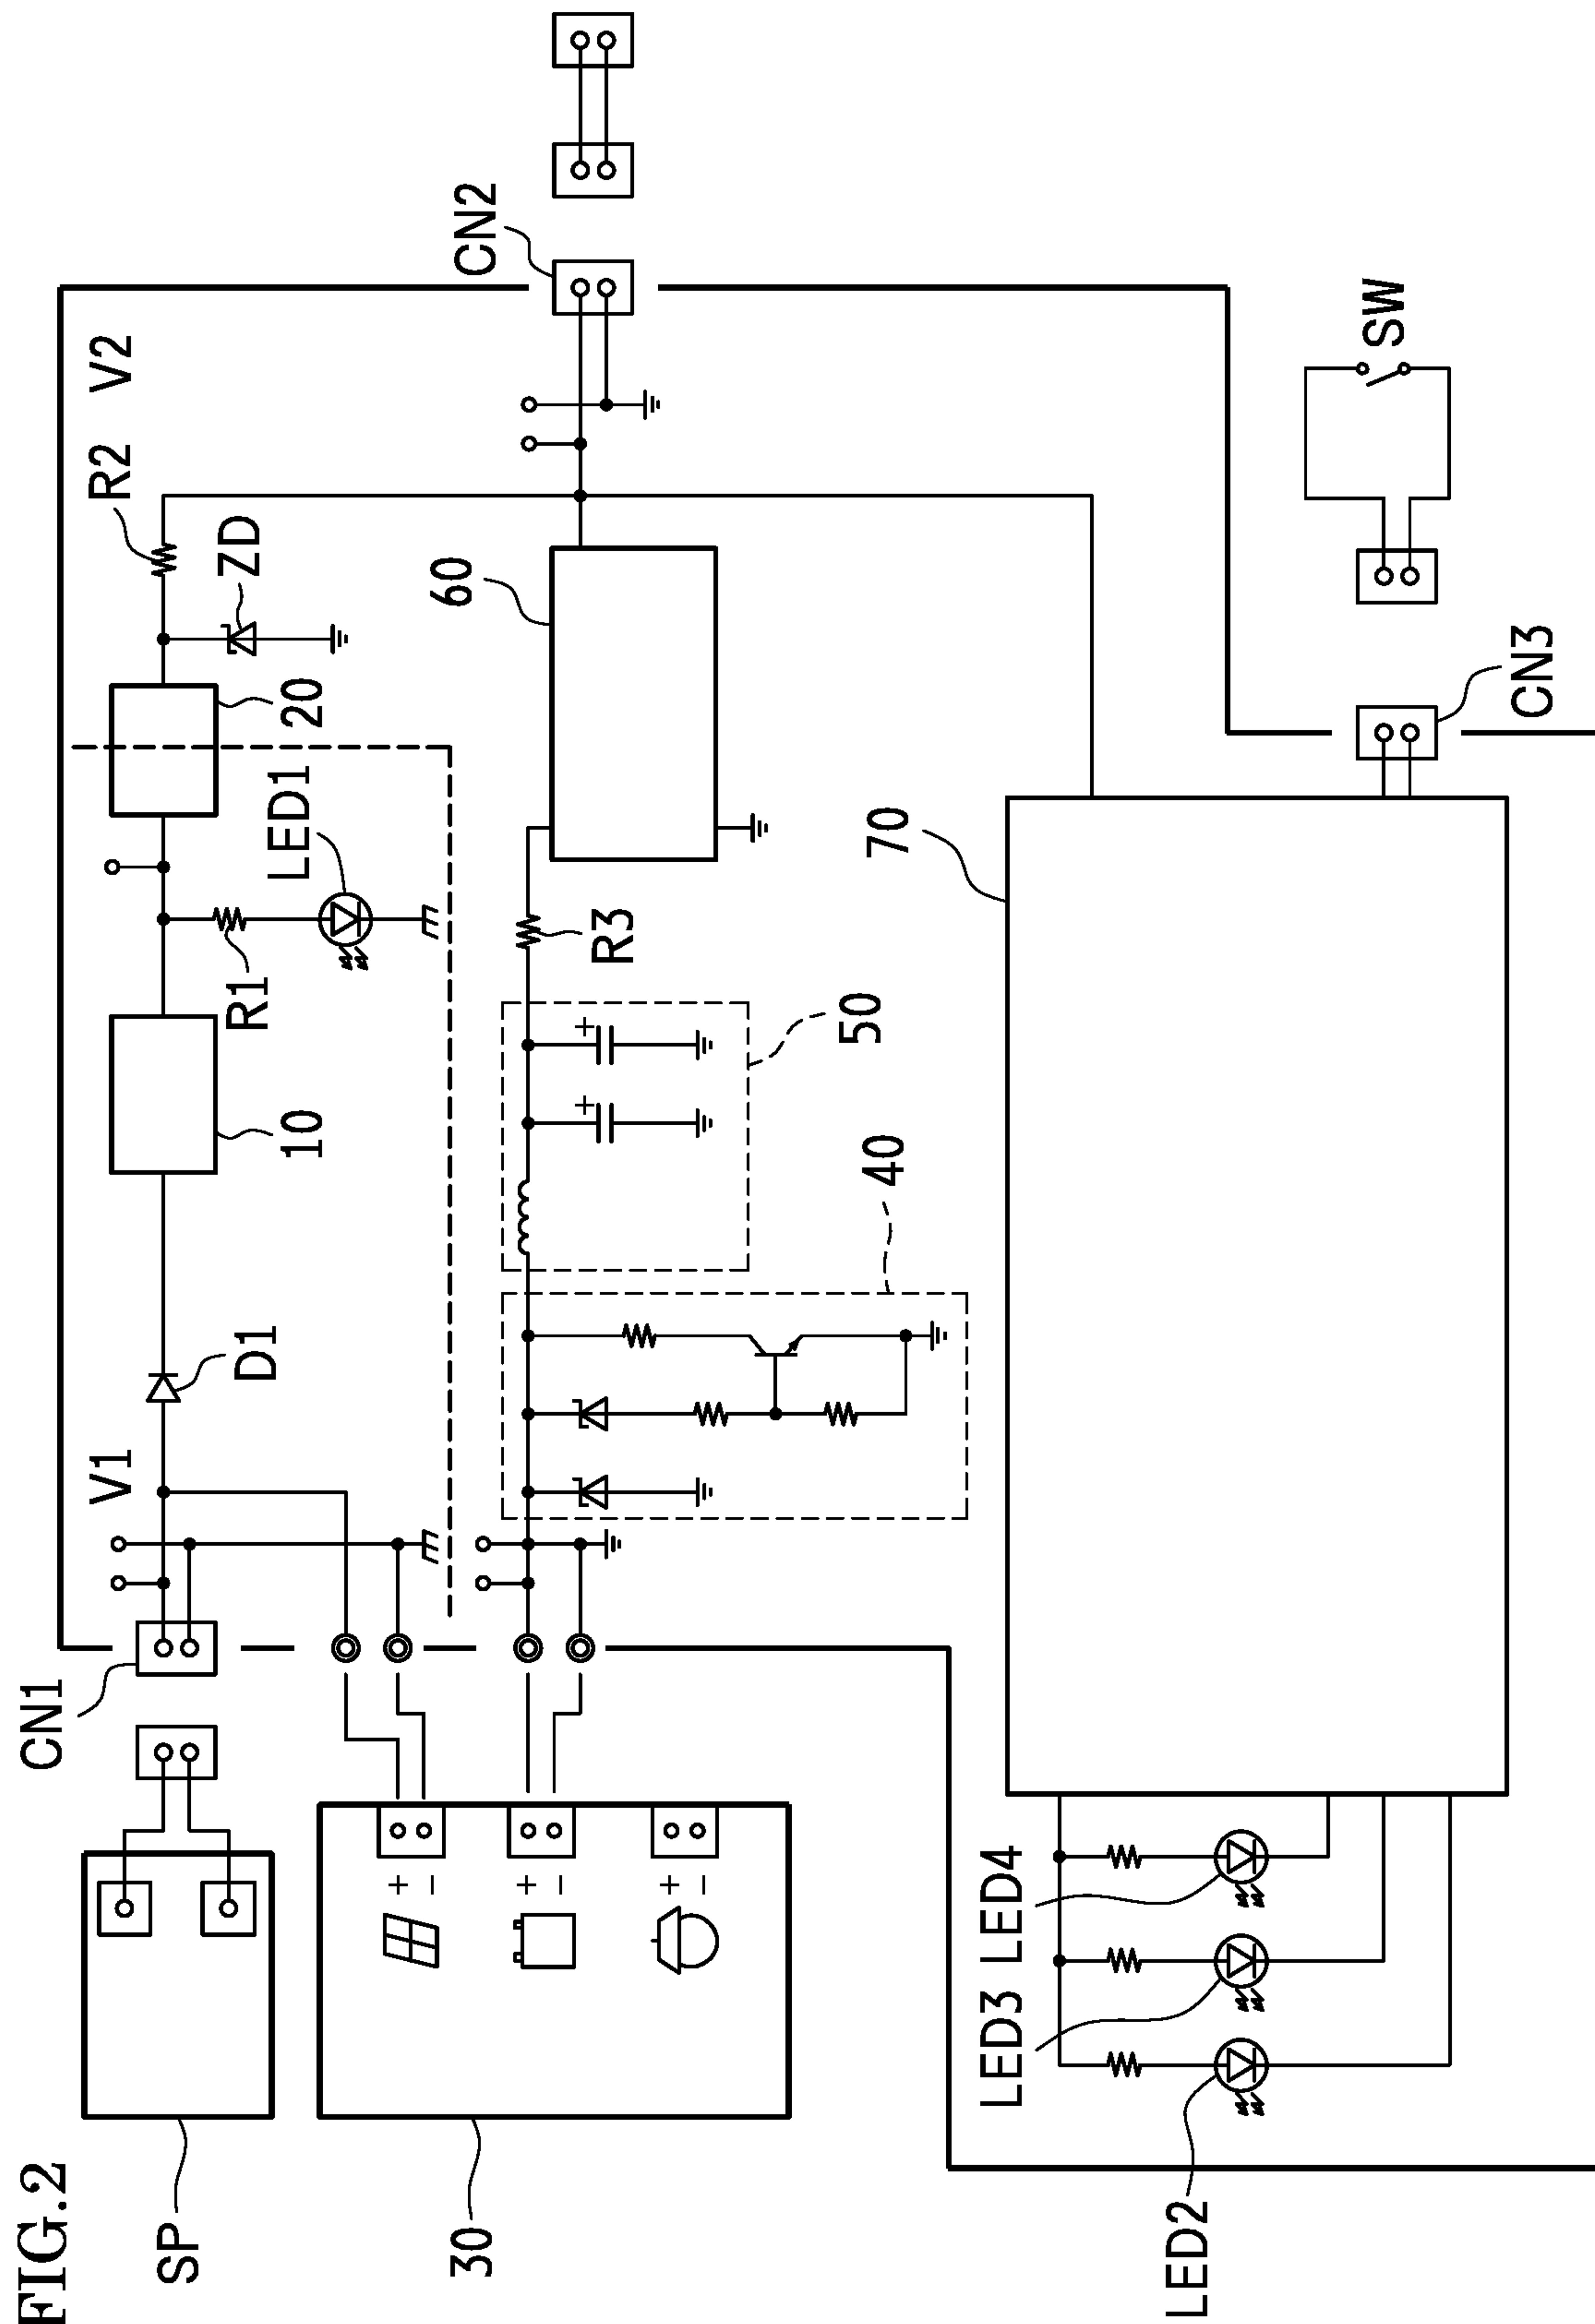 FIG.2
SP
CN1
V1
D1
10
R1
LED1
20
ZD
R2
V2
CN2
30
+
−
+
−
+
−
40
50
+
+
R3
60
70
LED2
LED3
LED4
CN3
SW